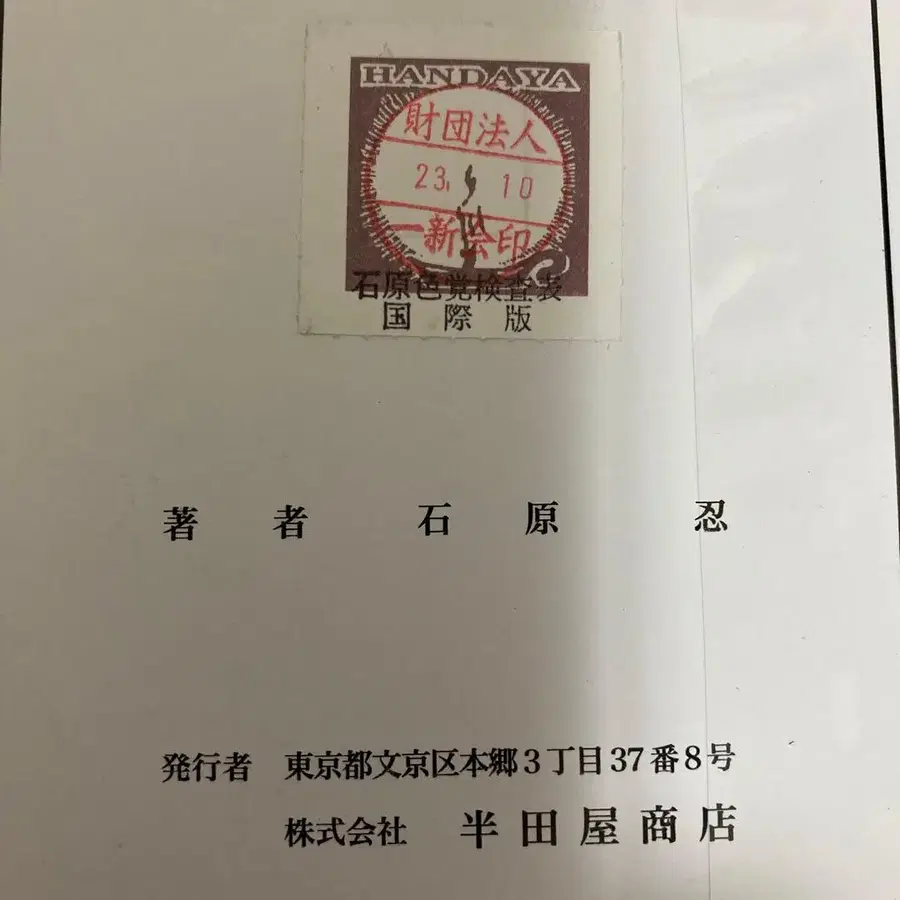 HANDAYA
財団法人
23. 10
一新会印
石原色覚検査表
国際版
著者 石原 忍
発行者 東京都文京区本郷3丁目37番8号
株式会社 半田屋商店